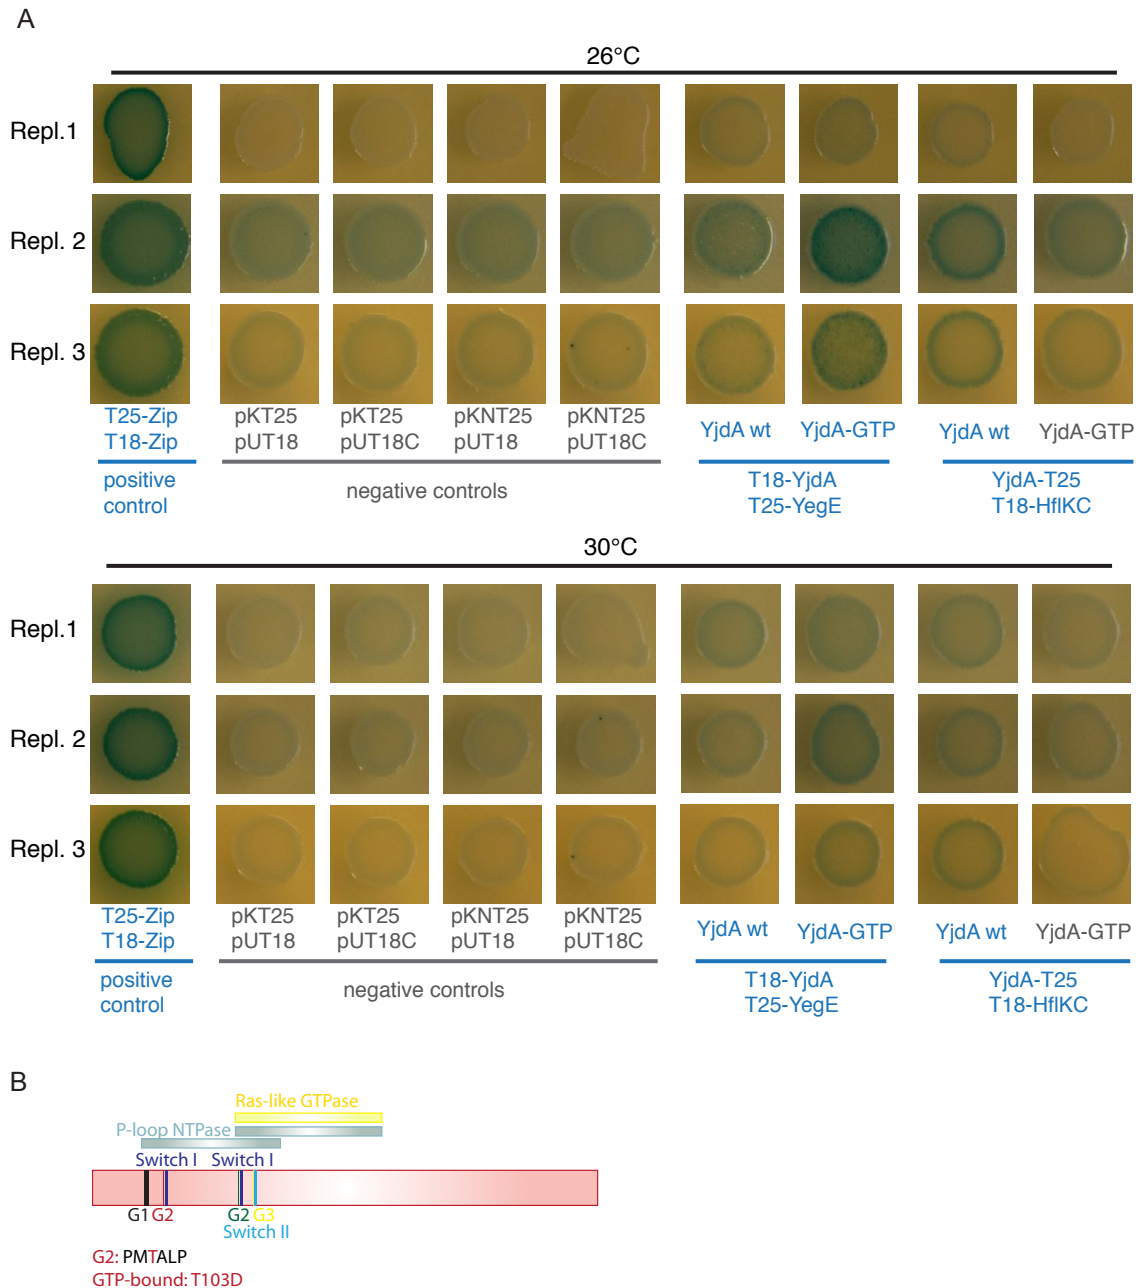 A
26°C
Repl.1
Repl. 2
Repl. 3
T25-Zip
T18-Zip
pKT25
pUT18
pKT25
pUT18C
pKNT25
pUT18
pKNT25
pUT18C
YjdA wt
YjdA-GTP
YjdA wt
YjdA-GTP
positive
control
negative controls
T18-YjdA
T25-YegE
YjdA-T25
T18-HflKC
30°C
Repl.1
Repl. 2
Repl. 3
T25-Zip
T18-Zip
pKT25
pUT18
pKT25
pUT18C
pKNT25
pUT18
pKNT25
pUT18C
YjdA wt
YjdA-GTP
YjdA wt
YjdA-GTP
positive
control
negative controls
T18-YjdA
T25-YegE
YjdA-T25
T18-HflKC
B
Ras-like GTPase
P-loop NTPase
Switch I
Switch I
G1
G2
G2
G3
Switch II
G2: PMTALP
GTP-bound: T103D